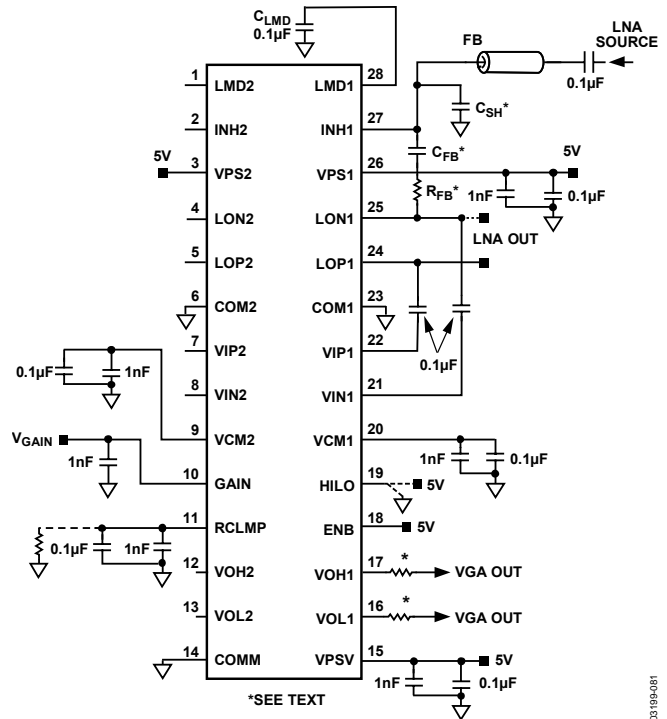 C_LMD
0.1µF
FB
LNA
SOURCE
0.1µF
1 LMD2
LMD1 28
C_SH*
2 INH2
INH1 27
C_FB*
5V
3 VPS2
VPS1 26
5V
R_FB*
1nF
0.1µF
4 LON2
LON1 25
LNA OUT
5 LOP2
LOP1 24
6 COM2
COM1 23
7 VIP2
VIP1 22
0.1µF
0.1µF
1nF
8 VIN2
VIN1 21
9 VCM2
VCM1 20
V_GAIN
1nF
1nF
0.1µF
10 GAIN
HILO 19
5V
11 RCLMP
ENB 18
5V
0.1µF
1nF
12 VOH2
VOH1 17
*
VGA OUT
13 VOL2
VOL1 16
*
VGA OUT
14 COMM
VPSV 15
5V
1nF
0.1µF
*SEE TEXT
03199-081